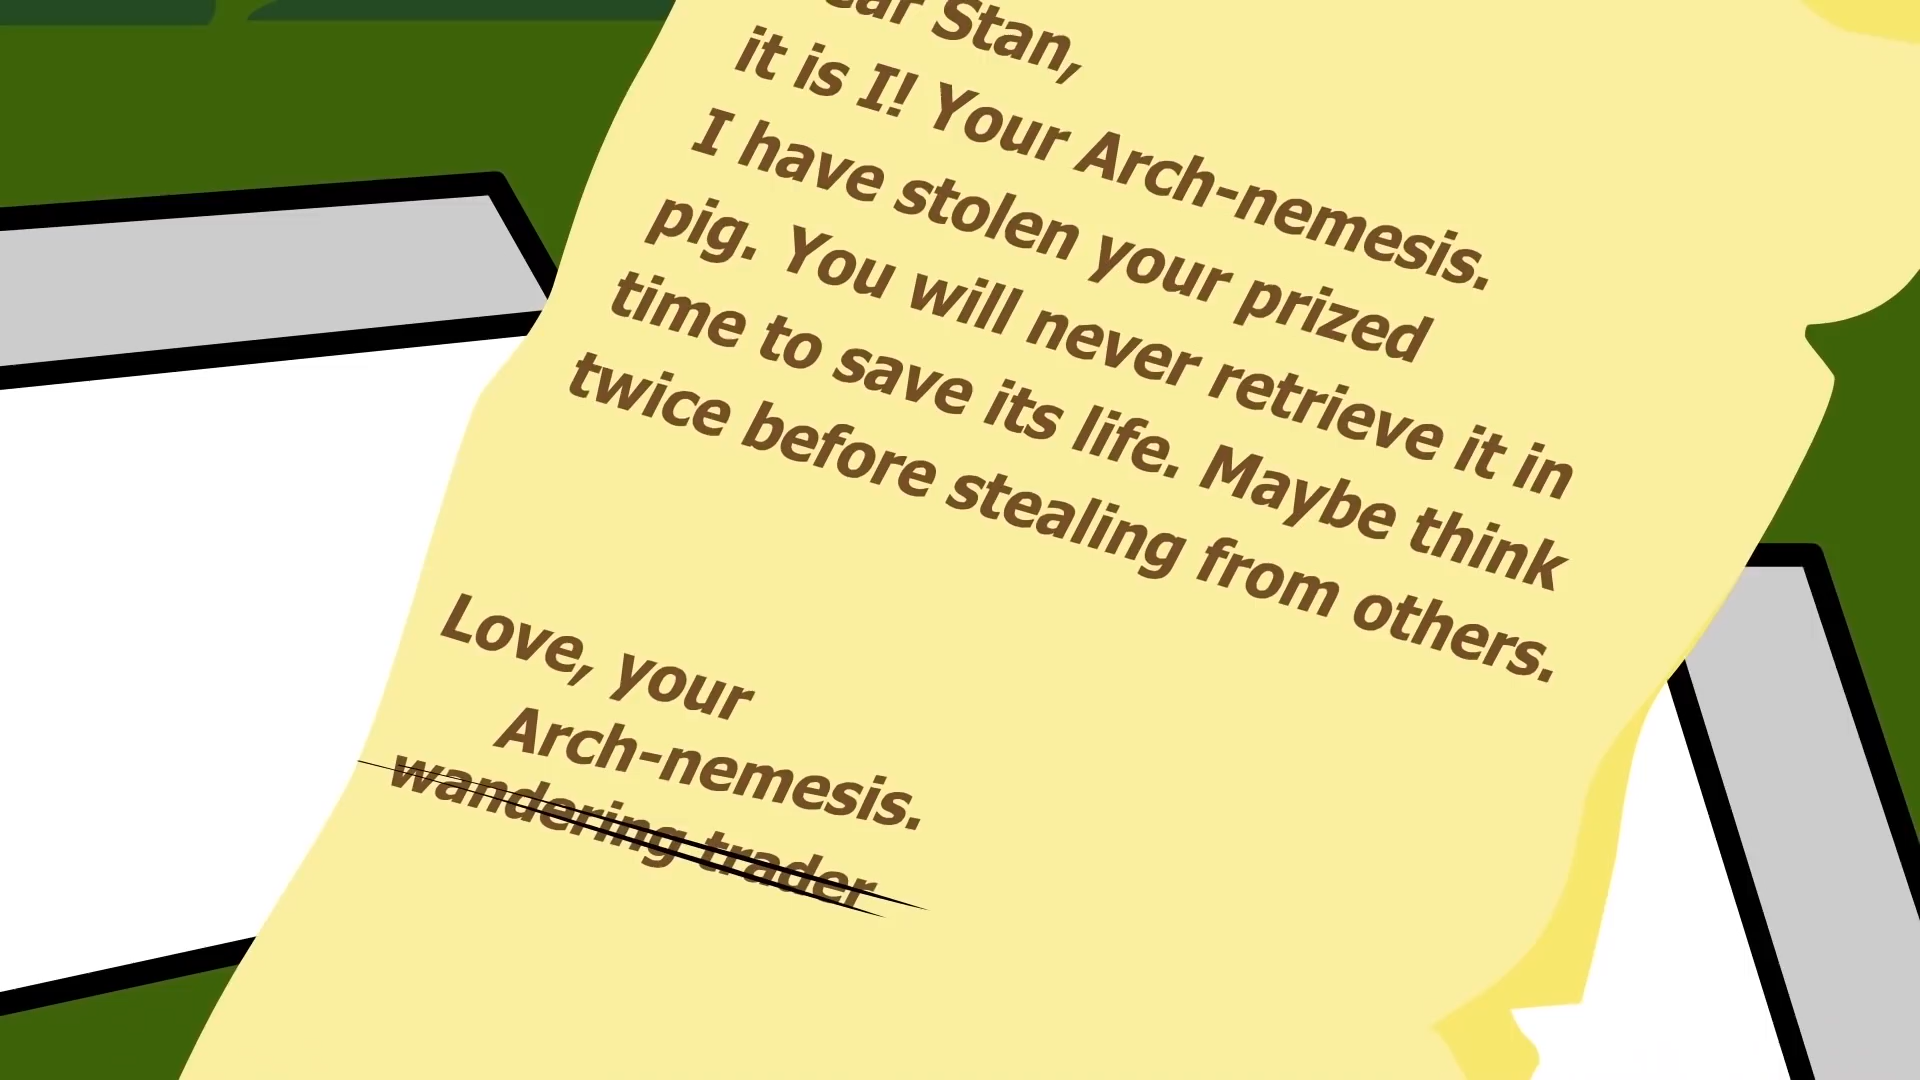 ear Stan,
it is I! Your Arch-nemesis.
I have stolen your prized
pig. You will never retrieve it in
time to save its life. Maybe think
twice before stealing from others.
Love, your
Arch-nemesis.
wandering trader